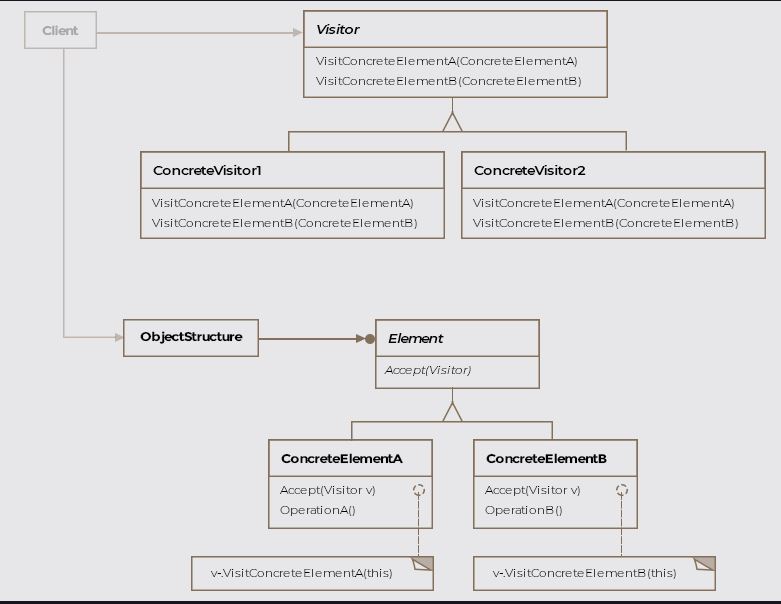 Client
Visitor
VisitConcreteElementA(ConcreteElementA)
VisitConcreteElementB(ConcreteElementB)
ConcreteVisitor1
VisitConcreteElementA(ConcreteElementA)
VisitConcreteElementB(ConcreteElementB)
ConcreteVisitor2
VisitConcreteElementA(ConcreteElementA)
VisitConcreteElementB(ConcreteElementB)
ObjectStructure
Element
Accept(Visitor)
ConcreteElementA
Accept(Visitor v)
OperationA()
ConcreteElementB
Accept(Visitor v)
OperationB()
v-.VisitConcreteElementA(this)
v-.VisitConcreteElementB(this)